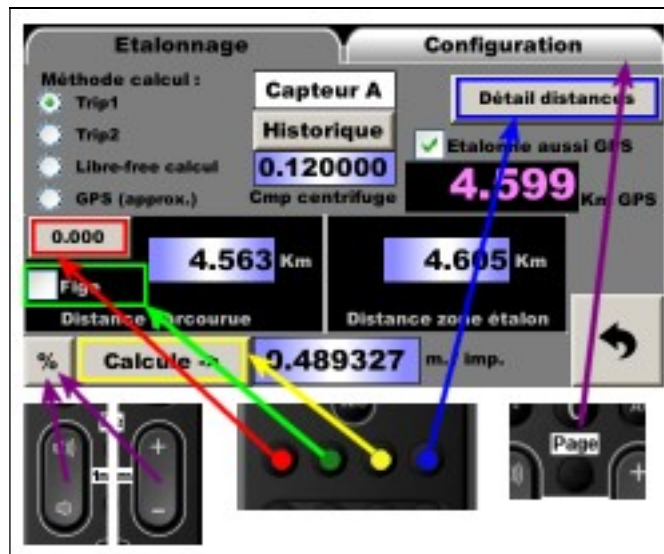 Etalonnage
Configuration
Méthode calcul :
Trip1
Trip2
Libre-free calcul
GPS (approx.)
Capteur A
Historique
0.120000
Cmp centrifuge
Détail distances
Etalonne aussi GPS
4.599 Km GPS
0.000
4.563 Km
Fige
Distance parcourue
4.605 Km
Distance zone étalon
%
Calcule ->
0.489327 m. / imp.
Page